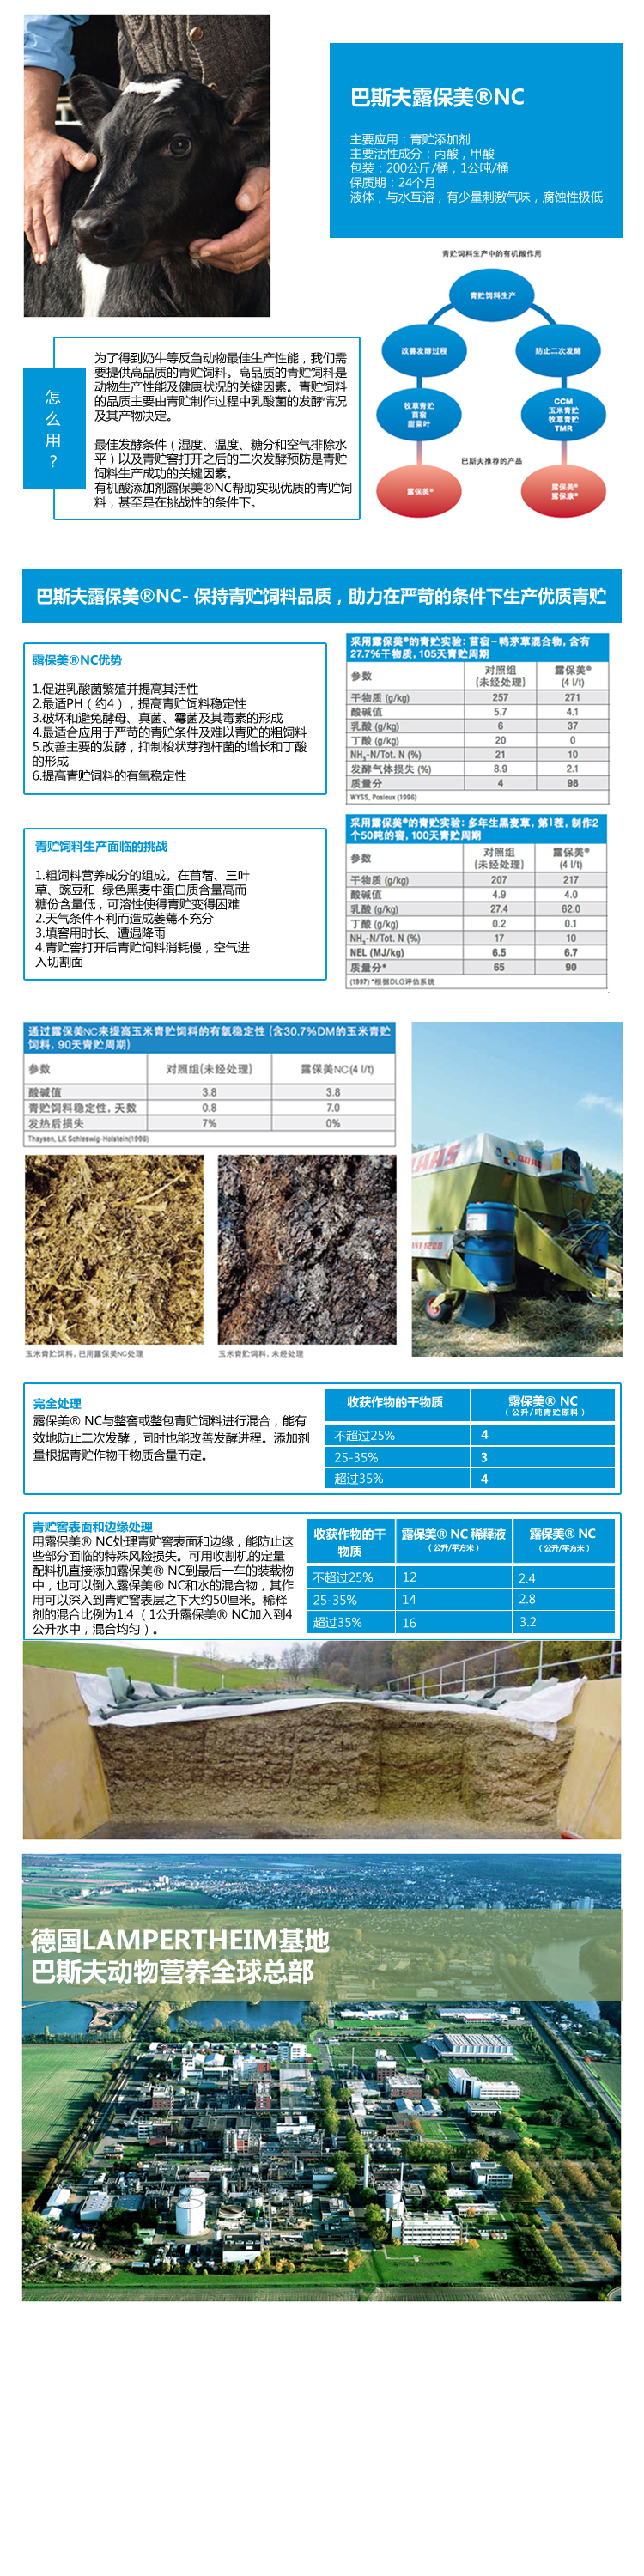 巴斯夫露保美®NC
主要应用：青贮添加剂
主要活性成分：丙酸，甲酸
包装：200公斤/桶，1公吨/桶
保质期：24个月
液体，与水互溶，有少量刺激气味，腐蚀性极低
青贮饲料生产中的有机酸作用
青贮饲料生产
改善发酵过程
防止二次发酵
牧草青贮
苜宿
甜菜叶
CCM
玉米青贮
牧草青贮
TMR
巴斯夫推荐的产品
露保美®
露保美®
露保康®
怎么用？
为了得到奶牛等反刍动物最佳生产性能，我们需
要提供高品质的青贮饲料。高品质的青贮饲料是
动物生产性能及健康状况的关键因素。青贮饲料
的品质主要由青贮制作过程中乳酸菌的发酵情况
及其产物决定。
最佳发酵条件（湿度、温度、糖分和空气排除水
平）以及青贮窖打开之后的二次发酵预防是青贮
饲料生产成功的关键因素。
有机酸添加剂露保美®NC帮助实现优质的青贮饲
料，甚至是在挑战性的条件下。
巴斯夫露保美®NC- 保持青贮饲料品质，助力在严苛的条件下生产优质青贮
露保美®NC优势
1.促进乳酸菌繁殖并提高其活性
2.最适PH（约4），提高青贮饲料稳定性
3.破坏和避免酵母、真菌、霉菌及其毒素的形成
4.最适合应用于严苛的青贮条件及难以青贮的粗饲料
5.改善主要的发酵，抑制梭状芽孢杆菌的增长和丁酸
的形成
6.提高青贮饲料的有氧稳定性
采用露保美®的青贮实验：苜宿－鸭茅草混合物，含有
27.7%干物质，105天青贮周期
参数 对照组 (未经处理) 露保美® (4 l/t)
干物质 (g/kg) 257 271
酸碱值 5.7 4.1
乳酸 (g/kg) 6 37
丁酸 (g/kg) 20 0
NH₃-N/Tot. N (%) 21 10
发酵气体损失 (%) 8.9 2.1
质量分 4 98
WYSS, Posieux (1996)
青贮饲料生产面临的挑战
1.粗饲料营养成分的组成。在苜蓿、三叶
草、豌豆和 绿色黑麦中蛋白质含量高而
糖份含量低，可溶性使得青贮变得困难
2.天气条件不利而造成萎蔫不充分
3.填窖用时长、遭遇降雨
4.青贮窖打开后青贮饲料消耗慢，空气进
入切割面
采用露保美®的青贮实验：多年生黑麦草，第1茬，制作2
个50吨的窖，100天青贮周期
参数 对照组 (未经处理) 露保美® (4 l/t)
干物质 (g/kg) 207 217
酸碱值 4.9 4.0
乳酸 (g/kg) 27.4 62.0
丁酸 (g/kg) 0.2 0.1
NH₃-N/Tot. N (%) 17 10
NEL (MJ/kg) 6.5 6.7
质量分* 65 90
(1997) *根据DLG评估系统
通过露保美NC来提高玉米青贮饲料的有氧稳定性 (含30.7%DM的玉米青贮
饲料，90天青贮周期)
参数 对照组(未经处理) 露保美NC(4 l/t)
酸碱值 3.8 3.8
青贮饲料稳定性，天数 0.8 7.0
发热后损失 7% 0%
Thaysen, LK Schleswig-Holstein(1996)
玉米青贮饲料，已用露保美NC处理
玉米青贮饲料，未经处理
完全处理
露保美® NC与整窖或整包青贮饲料进行混合，能有
效地防止二次发酵，同时也能改善发酵进程。添加剂
量根据青贮作物干物质含量而定。
收获作物的干物质 露保美® NC
（公升/吨青贮原料）
不超过25% 4
25-35% 3
超过35% 4
青贮窖表面和边缘处理
用露保美® NC处理青贮窖表面和边缘，能防止这
些部分面临的特殊风险损失。可用收割机的定量
配料机直接添加露保美® NC到最后一车的装载物
中，也可以倒入露保美® NC和水的混合物，其作
用可以深入到青贮窖表层之下大约50厘米。稀释
剂的混合比例为1:4（1公升露保美® NC加入到4
公升水中，混合均匀）。
收获作物的干物质 露保美® NC 稀释液（公升/平方米） 露保美® NC（公升/平方米）
不超过25% 12 2.4
25-35% 14 2.8
超过35% 16 3.2
德国LAMPERTHEIM基地
巴斯夫动物营养全球总部